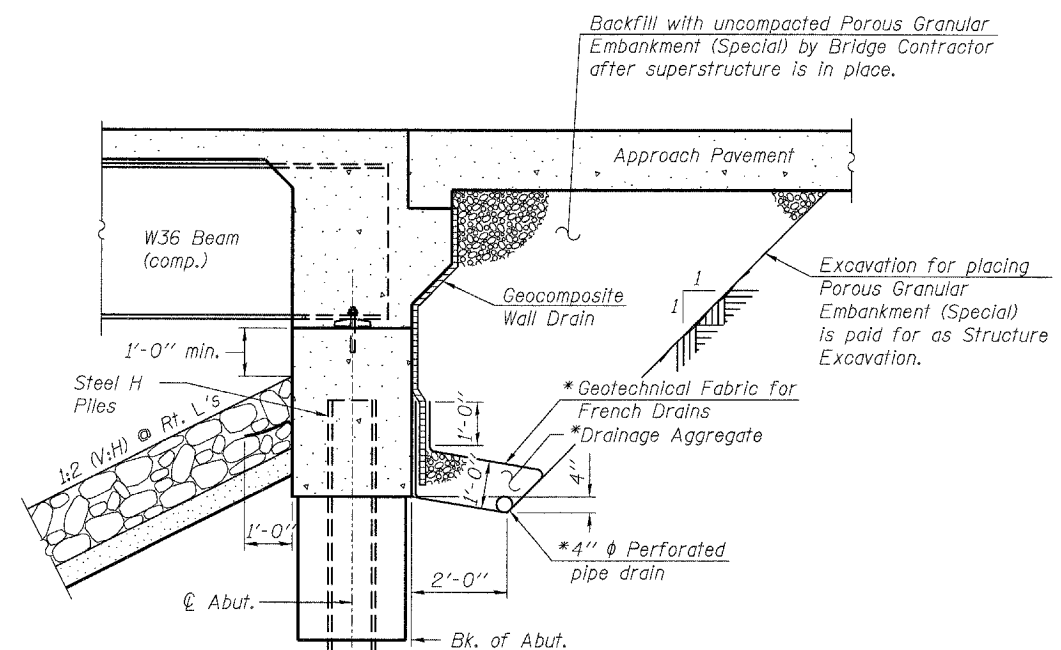 Backfill with uncompacted Porous Granular
Embankment (Special) by Bridge Contractor
after superstructure is in place.
Approach Pavement
W36 Beam
(comp.)
Geocomposite
Wall Drain
1
1
Excavation for placing
Porous Granular
Embankment (Special)
is paid for as Structure
Excavation.
1'-0" min.
Steel H
Piles
1:2 (V:H) @ Rt. L's
* Geotechnical Fabric for
French Drains
*Drainage Aggregate
1'-0"
1'-0"
4"
1'-0"
*4" ϕ Perforated
pipe drain
2'-0"
℄ Abut.
Bk. of Abut.